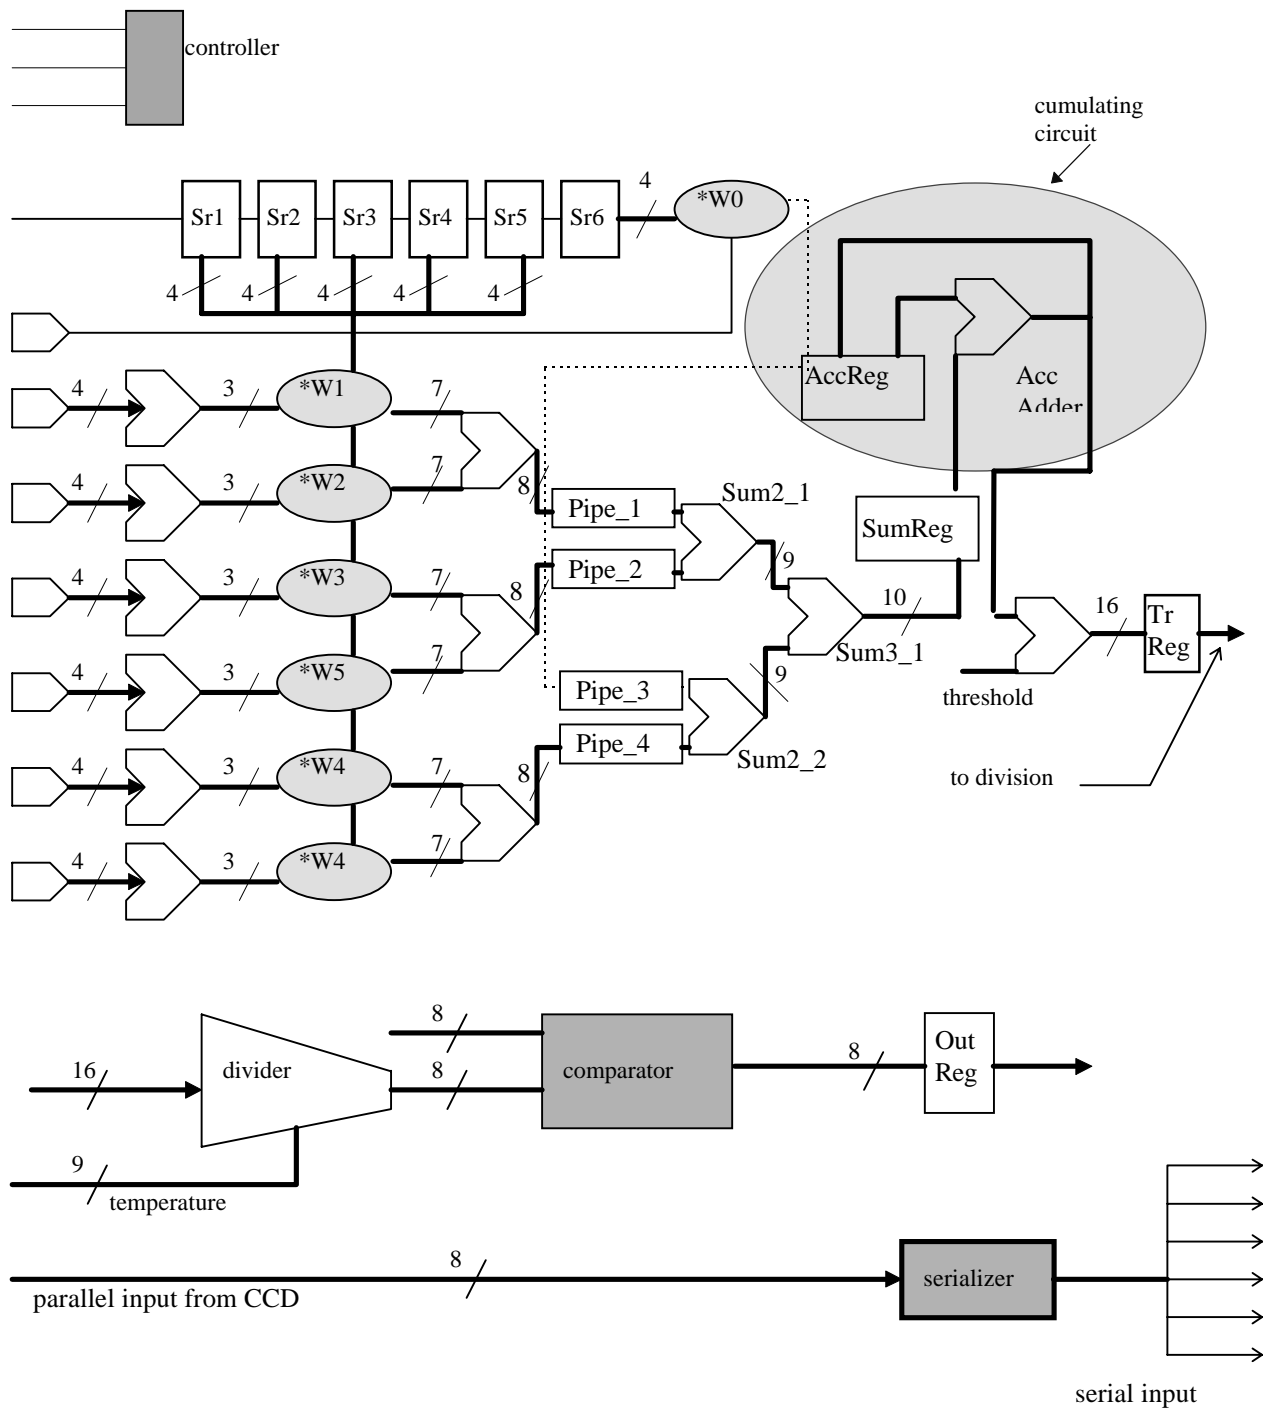 controller
cumulating
circuit
4
*W0
Sr1 Sr2 Sr3 Sr4 Sr5 Sr6
4 4 4 4 4
AccReg
Acc
Adder
4 3 *W1 7
4 3 *W2 7
8
Pipe_1
Sum2_1
SumReg
9
4 3 *W3 7
8
Pipe_2
10
16
Tr
Reg
Sum3_1
4 3 *W5 7
9
Pipe_3
threshold
4 3 *W4 7
8
Pipe_4
Sum2_2
to division
4 3 *W4 7
8
Out
Reg
16
divider
8
comparator
8
9
temperature
8
serializer
parallel input from CCD
serial input